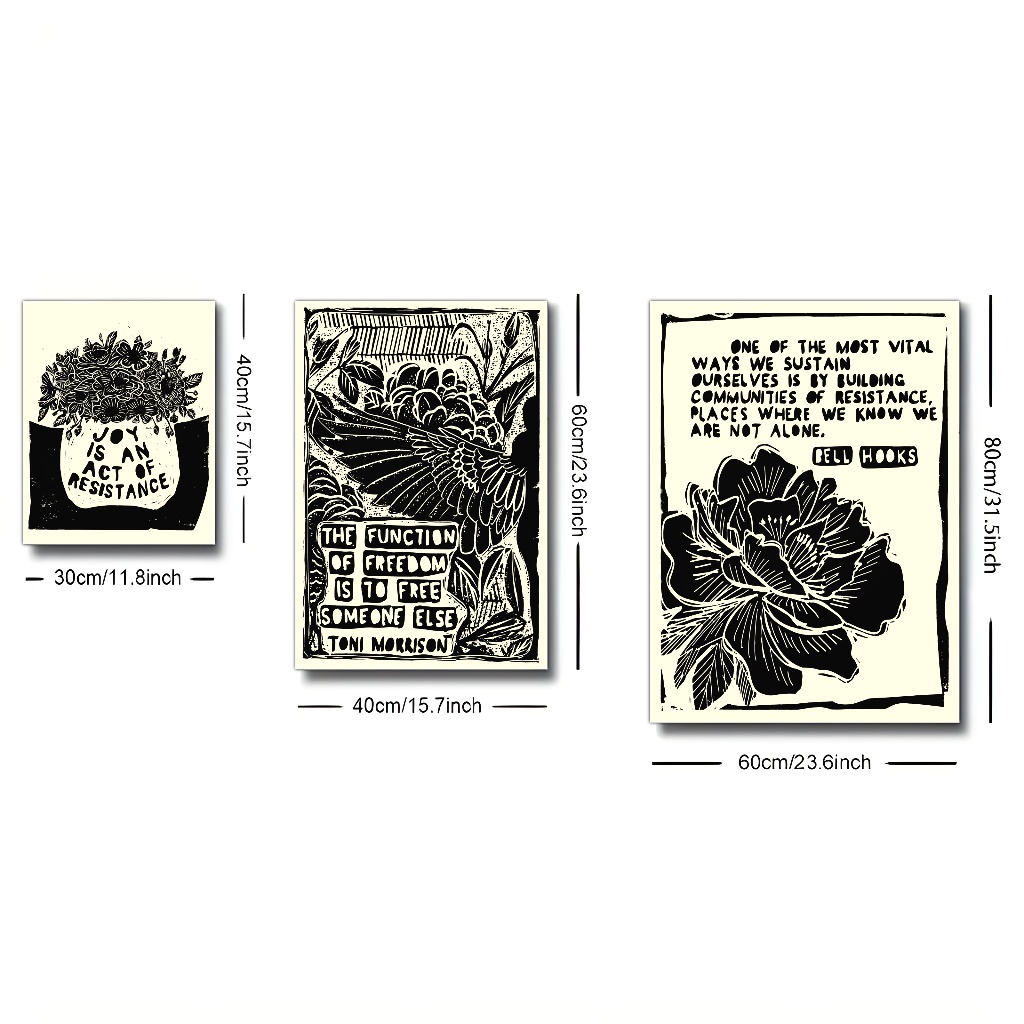 JOY
IS AN
ACT OF
RESISTANCE
40cm/15.7inch
30cm/11.8inch
THE FUNCTION
OF FREEDOM
IS TO FREE
SOMEONE ELSE
TONI MORRISON
60cm/23.6inch
40cm/15.7inch
ONE OF THE MOST VITAL
WAYS WE SUSTAIN
OURSELVES IS BY BUILDING
COMMUNITIES OF RESISTANCE,
PLACES WHERE WE KNOW WE
ARE NOT ALONE.
BELL HOOKS
80cm/31.5inch
60cm/23.6inch